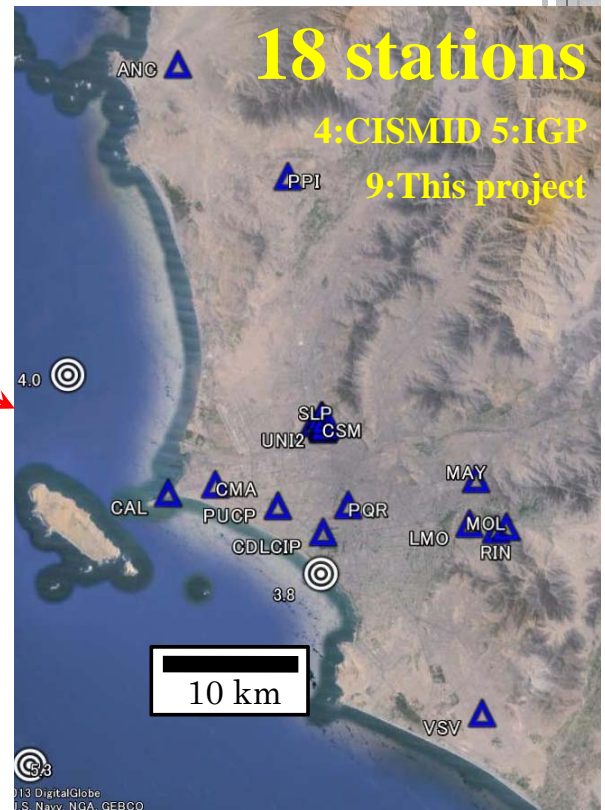 18 stations
4:CISMID 5:IGP
9:This project
ANC
PPI
4.0
SLP
UNI2
CSM
MAY
CMA
CAL
PUCP
PQR
CDLCIP
LMO
MOL
RIN
3.8
10 km
VSV
5.3
13 DigitalGlobe
U.S. Navy, NGA, GEBCO